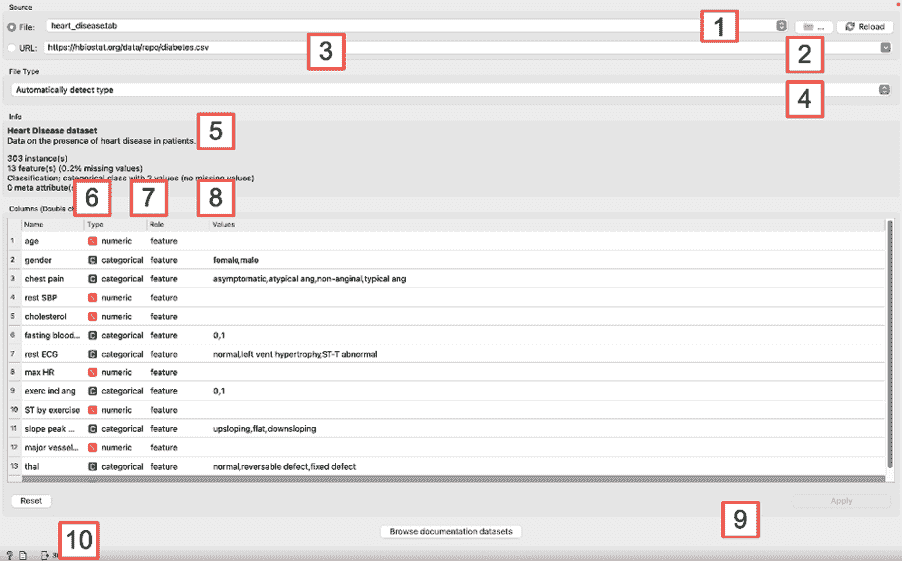 Source
File: heart_disease.tab 1 ... Reload
URL: https://hbiostat.org/data/repo/diabetes.csv 3 2
File Type
Automatically detect type 4
Info
Heart Disease dataset 5
Data on the presence of heart disease in patients.
303 instance(s)
13 feature(s) (0.2% missing values)
Classification: categorical class with 2 values (no missing values)
0 meta attribute(s 6 7 8
Columns (Double cl
Name Type Role Values
1 age N numeric feature
2 gender C categorical feature female,male
3 chest pain C categorical feature asymptomatic,atypical ang,non-anginal,typical ang
4 rest SBP N numeric feature
5 cholesterol N numeric feature
6 fasting blood... C categorical feature 0,1
7 rest ECG C categorical feature normal,left vent hypertrophy,ST-T abnormal
8 max HR N numeric feature
9 exerc ind ang C categorical feature 0,1
10 ST by exercise N numeric feature
11 slope peak ... C categorical feature upsloping,flat,downsloping
12 major vessel... N numeric feature
13 thal C categorical feature normal,reversable defect,fixed defect
Reset Apply
9
Browse documentation datasets
10
?